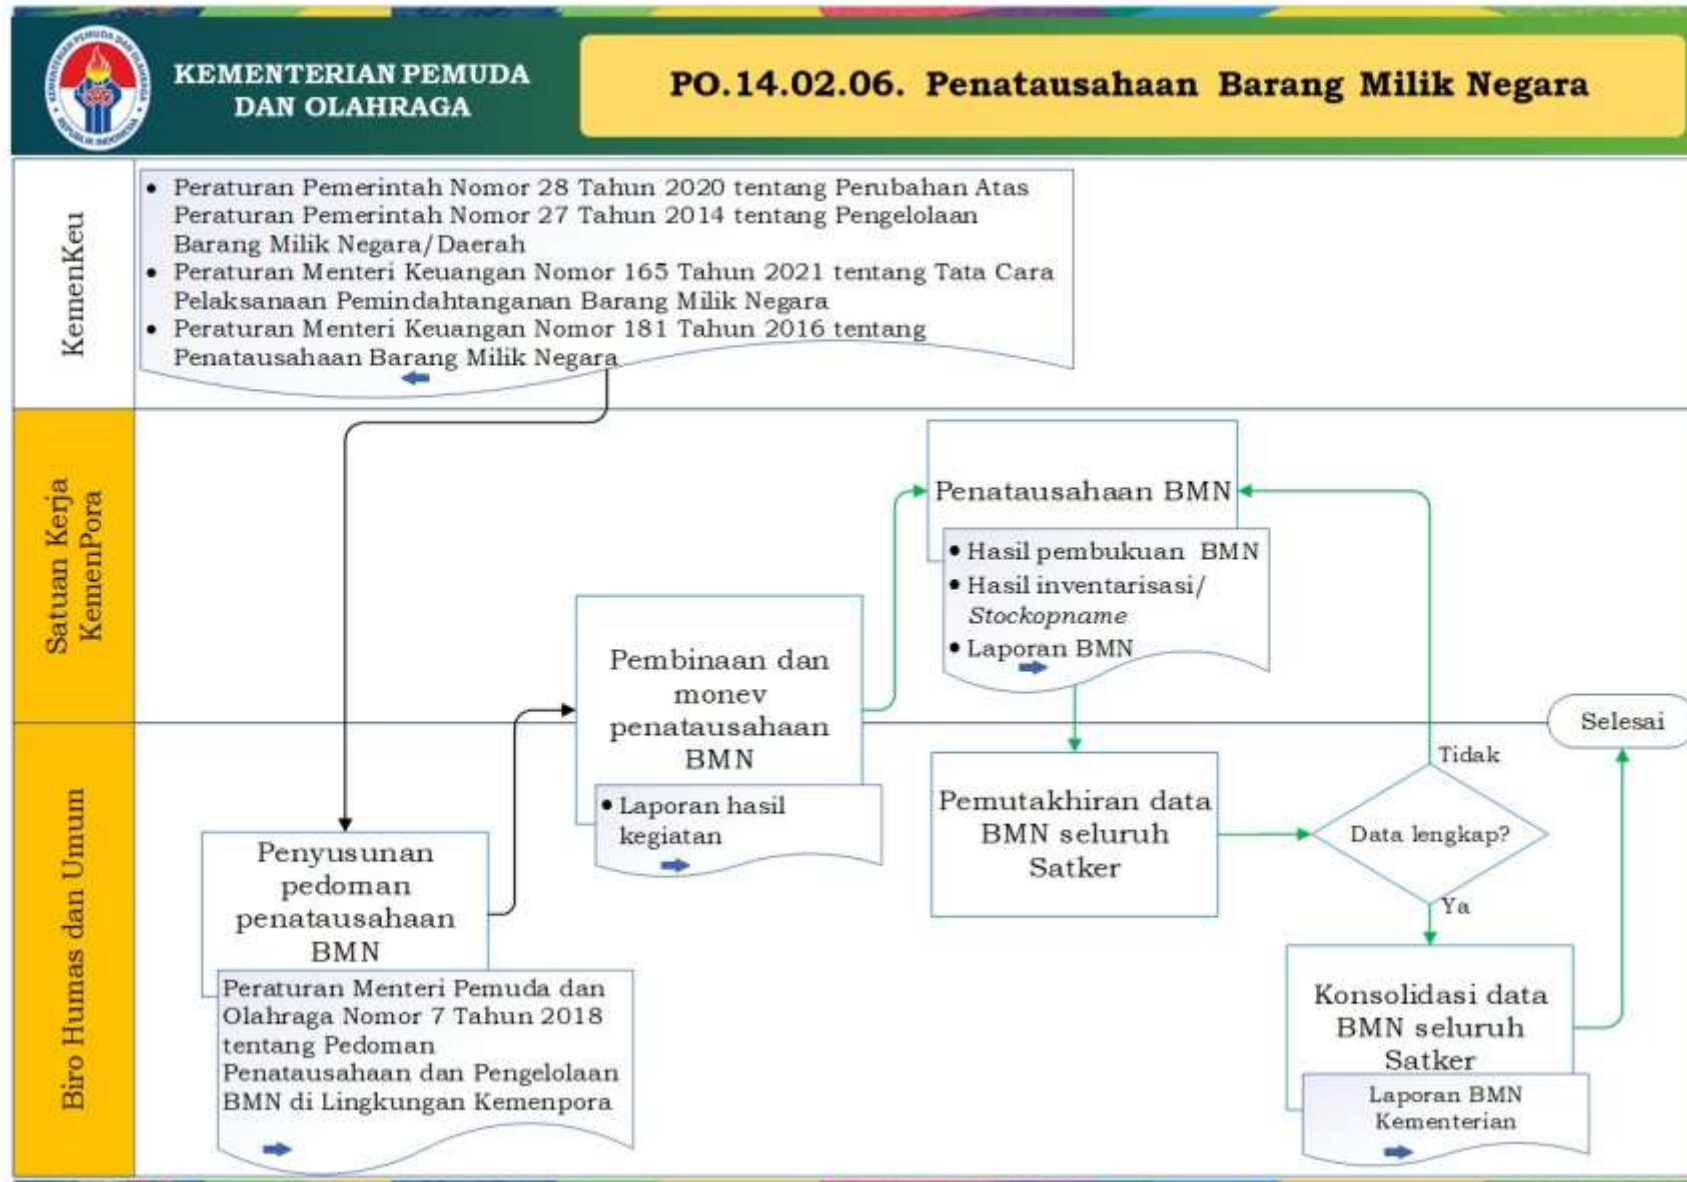 KEMENTERIAN PEMUDA DAN OLAHRAGA
REPUBLIK INDONESIA
KEMENTERIAN PEMUDA
DAN OLAHRAGA
PO.14.02.06. Penatausahaan Barang Milik Negara
KemenKeu
• Peraturan Pemerintah Nomor 28 Tahun 2020 tentang Perubahan Atas
Peraturan Pemerintah Nomor 27 Tahun 2014 tentang Pengelolaan
Barang Milik Negara/Daerah
• Peraturan Menteri Keuangan Nomor 165 Tahun 2021 tentang Tata Cara
Pelaksanaan Pemindahtanganan Barang Milik Negara
• Peraturan Menteri Keuangan Nomor 181 Tahun 2016 tentang
Penatausahaan Barang Milik Negara
Satuan Kerja
KemenPora
Penatausahaan BMN
• Hasil pembukuan BMN
• Hasil inventarisasi/
Stockopname
• Laporan BMN
Pembinaan dan
monev
penatausahaan
BMN
• Laporan hasil
kegiatan
Selesai
Biro Humas dan Umum
Penyusunan
pedoman
penatausahaan
BMN
Peraturan Menteri Pemuda dan
Olahraga Nomor 7 Tahun 2018
tentang Pedoman
Penatausahaan dan Pengelolaan
BMN di Lingkungan Kemenpora
Pemutakhiran data
BMN seluruh
Satker
Tidak
Data lengkap?
Ya
Konsolidasi data
BMN seluruh
Satker
Laporan BMN
Kementerian